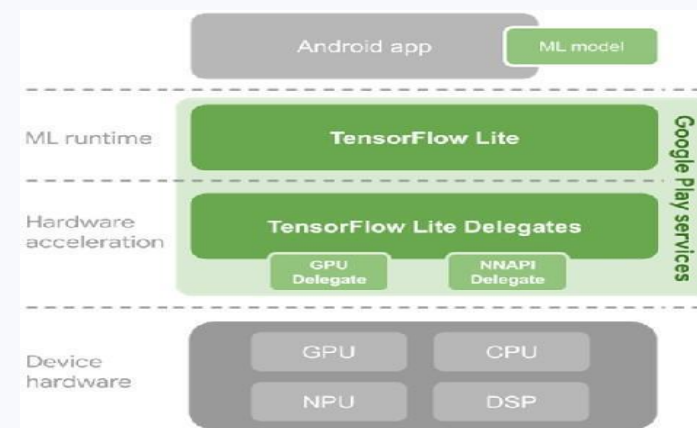 Android app
ML model
ML runtime
TensorFlow Lite
Google Play services
Hardware
acceleration
TensorFlow Lite Delegates
GPU
Delegate
NNAPI
Delegate
Device
hardware
GPU
CPU
NPU
DSP